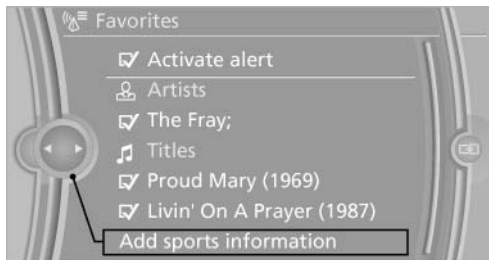 Favorites
Activate alert
Artists
The Fray;
Titles
Proud Mary (1969)
Livin' On A Prayer (1987)
Add sports information